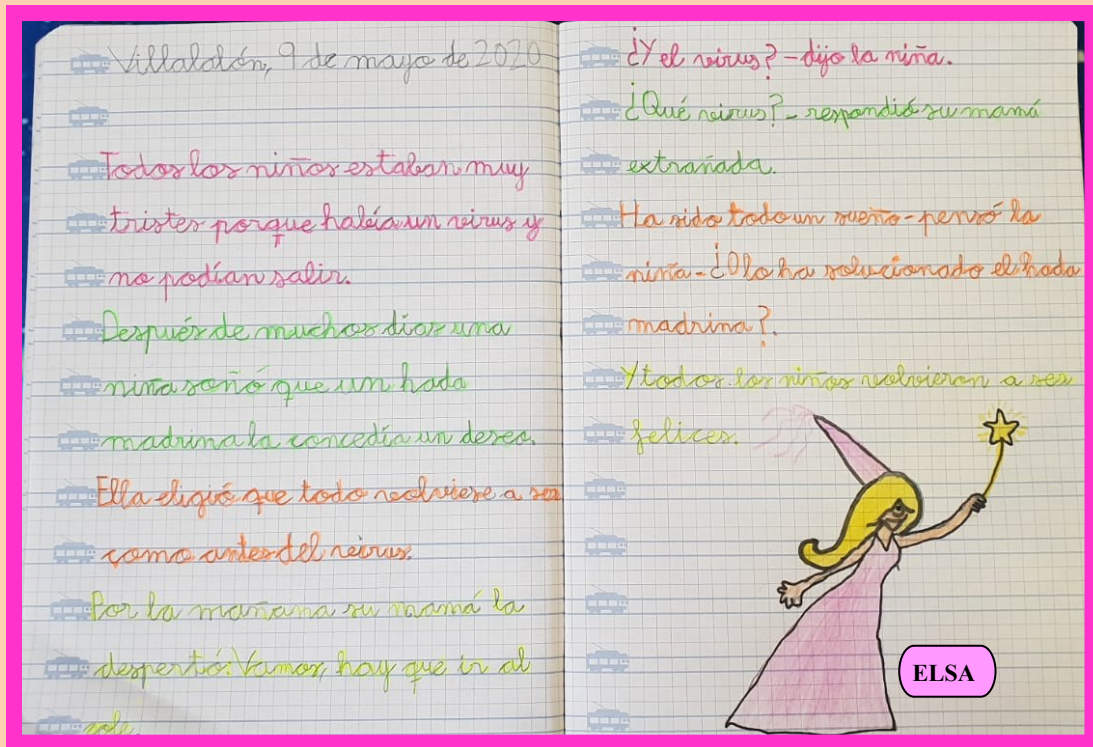 9 de mayo de 2020
Todos los niños estaban muy
tristes porque había un virus y
no podían salir.
Después de muchos días una
niña soñó que un hada
madrina la concedía un deseo.
Ella eligió que todo volviese a ser
como antes del virus.
Por la mañana su mamá la
despertó: Vamos, hay que ir al
cole.
¿Y el virus? - dijo la niña.
¿Qué virus? - respondió su mamá
extrañada.
Ha sido todo un sueño - pensó la
niña - ¿O lo ha solucionado el hada
madrina?.
Y todos los niños volvieron a ser
felices.
ELSA